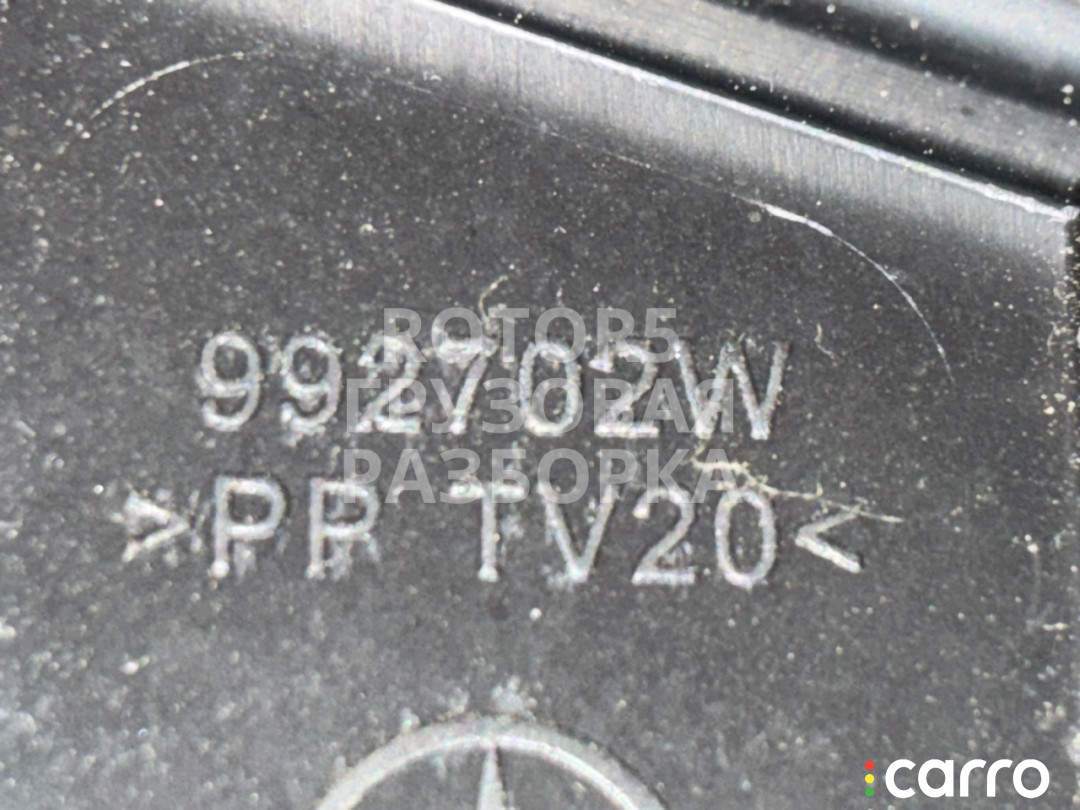 ROTOR5
992702W
ГРУЗОВАЯ
РАЗБОРКА
>PP TV20<
carro